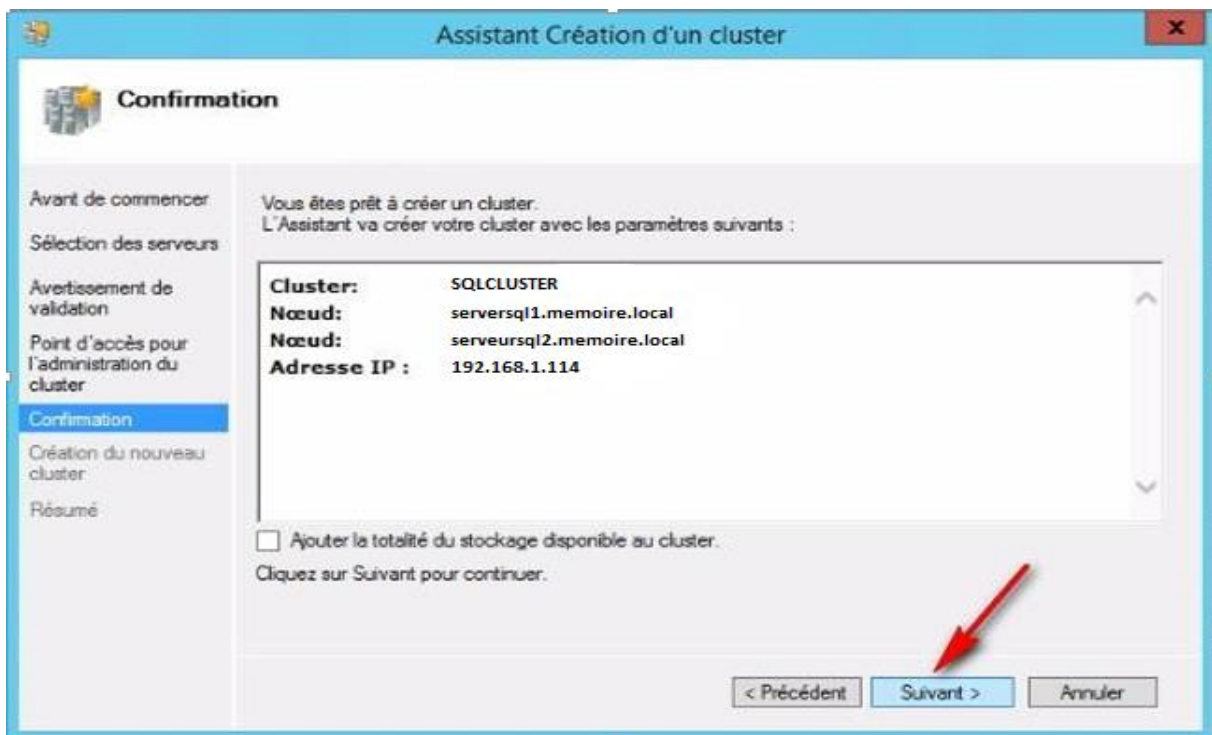 Assistant Création d'un cluster
x
Confirmation
Avant de commencer
Sélection des serveurs
Avertissement de
validation
Point d'accès pour
l'administration du
cluster
Confirmation
Création du nouveau
cluster
Résumé
Vous êtes prêt à créer un cluster.
L'Assistant va créer votre cluster avec les paramètres suivants :
Cluster: SQLCLUSTER
Nœud: serversql1.memoire.local
Nœud: serveursql2.memoire.local
Adresse IP : 192.168.1.114
Ajouter la totalité du stockage disponible au cluster.
Cliquez sur Suivant pour continuer.
< Précédent Suivant > Annuler